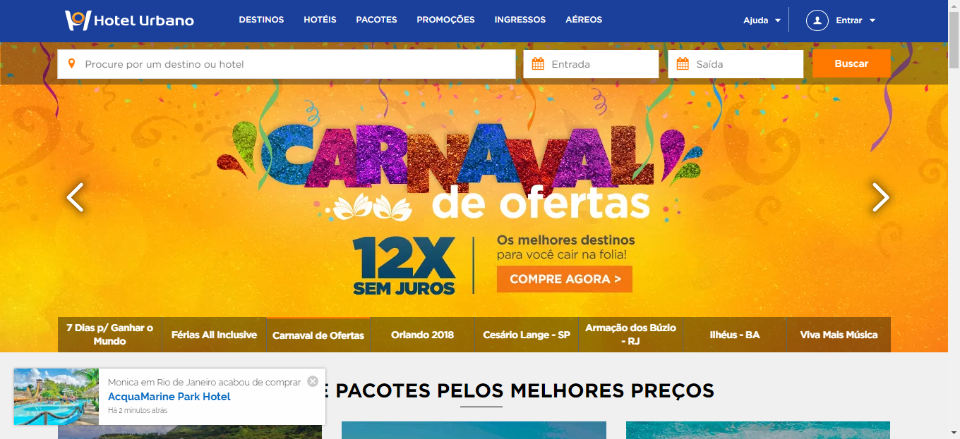 Hotel Urbano
DESTINOS HOTÉIS PACOTES PROMOÇÕES INGRESSOS AÉREOS
Ajuda
Entrar
Procure por um destino ou hotel
Entrada
Saída
Buscar
CARNAVAL
de ofertas
12X
SEM JUROS
Os melhores destinos
para você cair na folia!
COMPRE AGORA >
7 Dias p/ Ganhar o
Mundo
Férias All Inclusive
Carnaval de Ofertas
Orlando 2018
Cesário Lange - SP
Armação dos Búzio
- RJ
Ilhéus - BA
Viva Mais Música
Monica em Rio de Janeiro acabou de comprar
AcquaMarine Park Hotel
Há 2 minutos atrás
PACOTES PELOS MELHORES PREÇOS